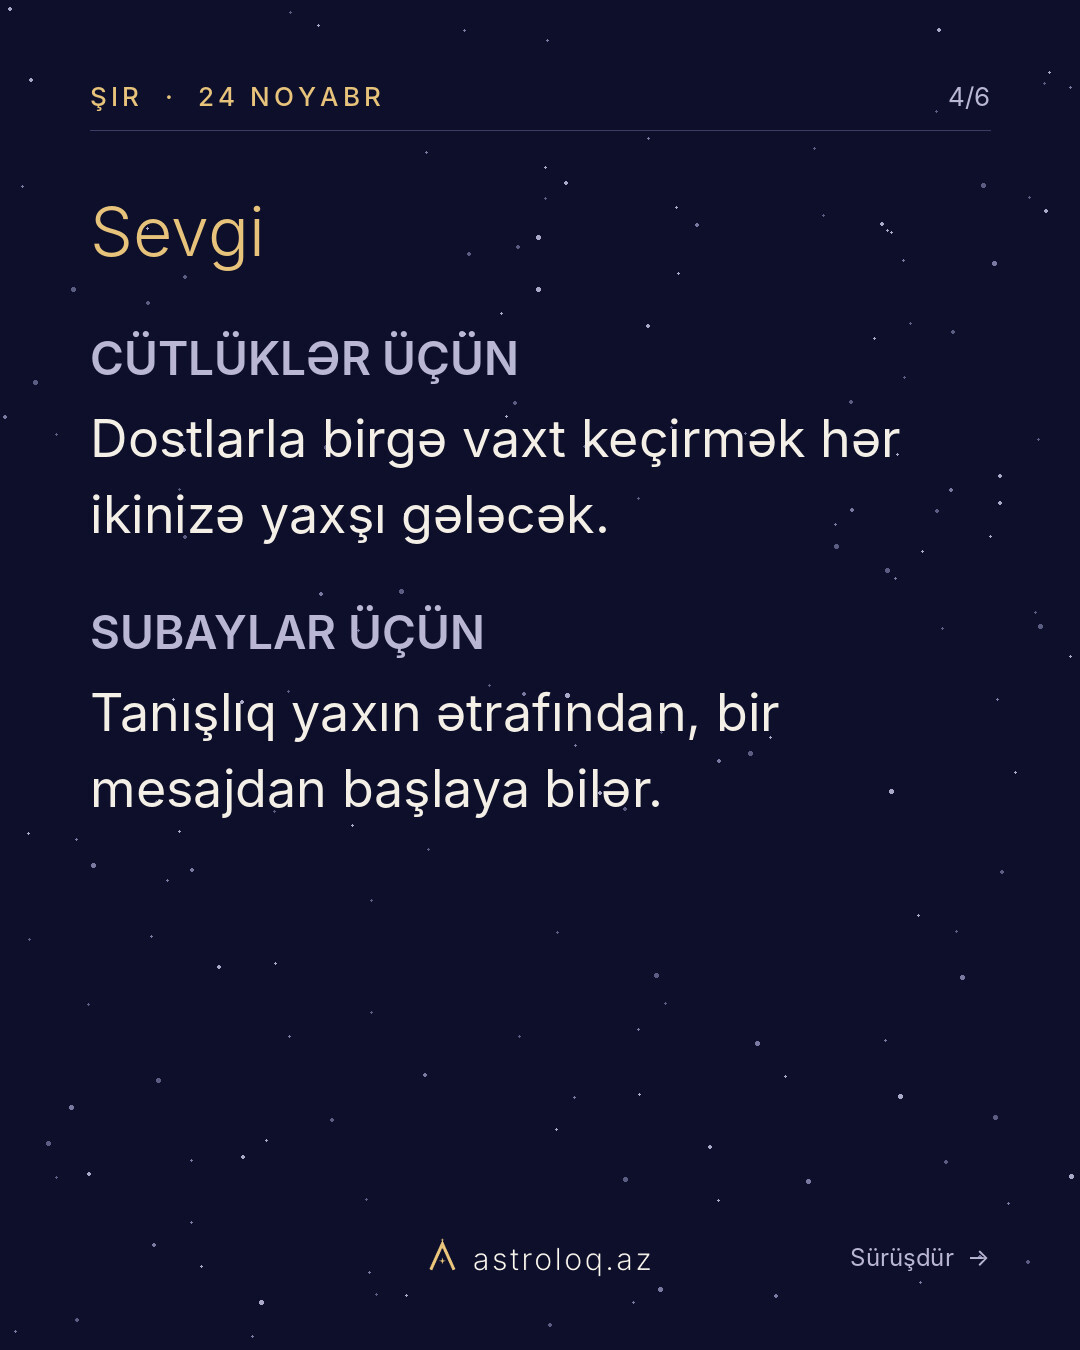 ŞIR · 24 NOYABR
4/6
Sevgi
CÜTLÜKLƏR ÜÇÜN
Dostlarla birgə vaxt keçirmək hər
ikinizə yaxşı gələcək.
SUBAYLAR ÜÇÜN
Tanışlıq yaxın ətrafından, bir
mesajdan başlaya bilər.
astroloq.az
Sürüşdür →